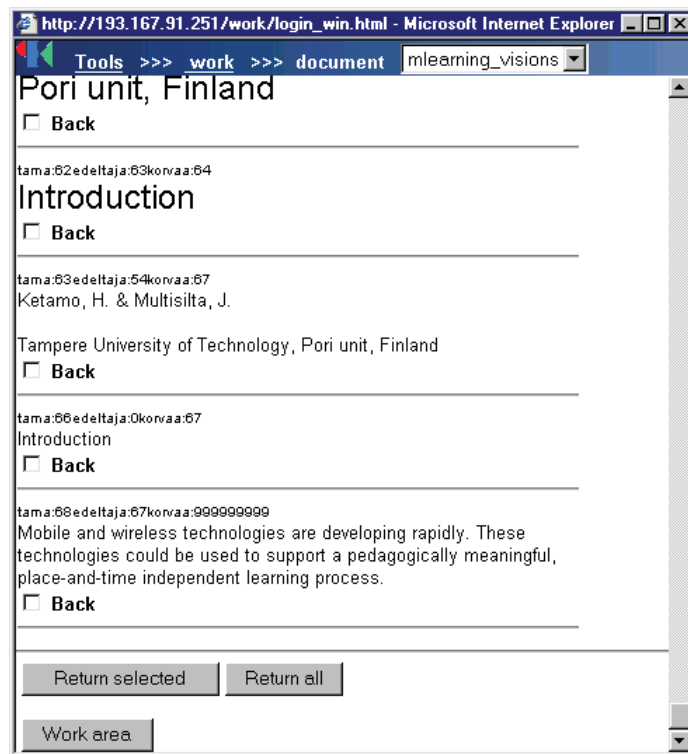 http://193.167.91.251/work/login_win.html - Microsoft Internet Explorer
Tools >>> work >>> document mlearning_visions
Pori unit, Finland
Back
tama:62edeltaja:63korvaa:64
Introduction
Back
tama:63edeltaja:54korvaa:67
Ketamo, H. & Multisilta, J.
Tampere University of Technology, Pori unit, Finland
Back
tama:66edeltaja:0korvaa:67
Introduction
Back
tama:68edeltaja:67korvaa:999999999
Mobile and wireless technologies are developing rapidly. These
technologies could be used to support a pedagogically meaningful,
place-and-time independent learning process.
Back
Return selected Return all
Work area